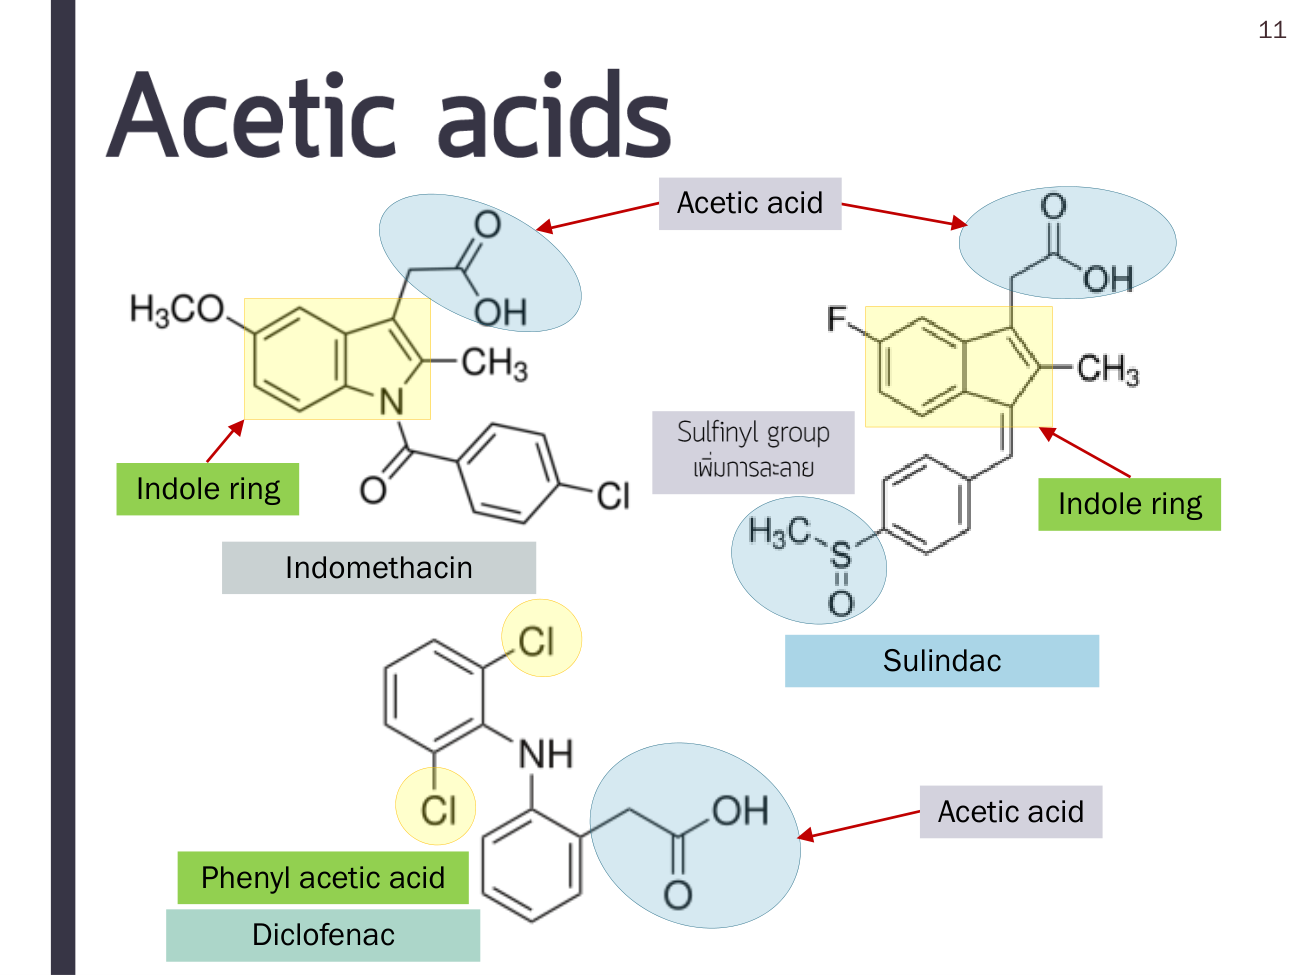 11
Acetic acids
Acetic acid
O
OH
H₃CO
CH₃
N
O
Cl
Indole ring
Indomethacin
O
OH
F
CH₃
Sulfinyl group
เพิ่มการละลาย
Indole ring
H₃C
S
O
Sulindac
Cl
NH
Cl
OH
O
Acetic acid
Phenyl acetic acid
Diclofenac